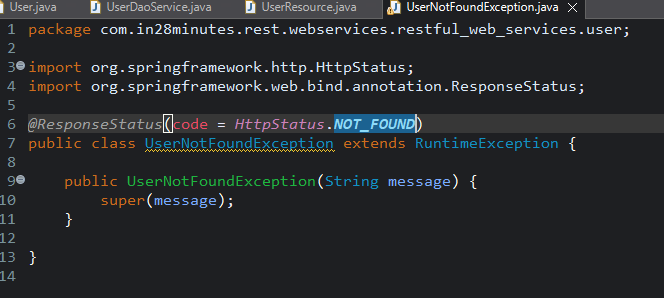 User.java UserDaoService.java UserResource.java UserNotFoundException.java
1 package com.in28minutes.rest.webservices.restful_web_services.user;
2
3 import org.springframework.http.HttpStatus;
4 import org.springframework.web.bind.annotation.ResponseStatus;
5
6 @ResponseStatus(code = HttpStatus.NOT_FOUND)
7 public class UserNotFoundException extends RuntimeException {
8
9     public UserNotFoundException(String message) {
10         super(message);
11     }
12
13 }
14